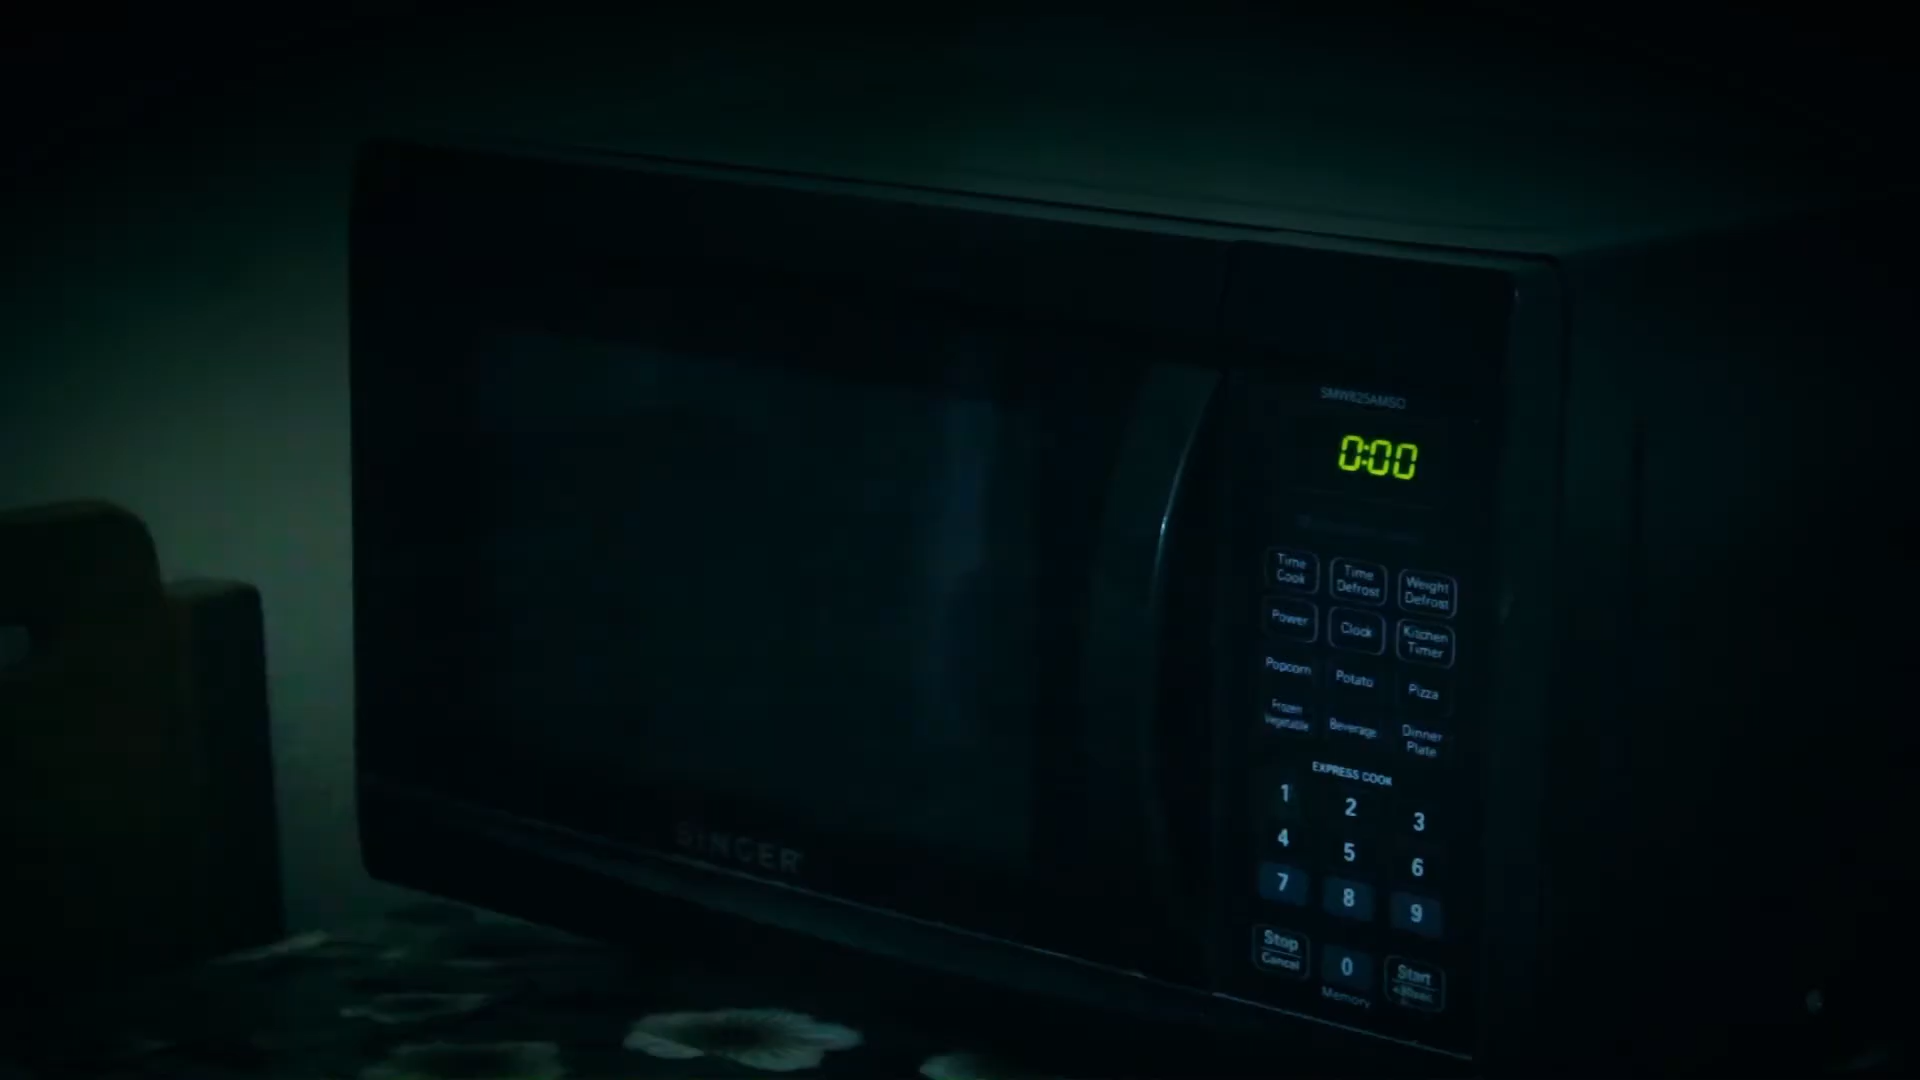 SMW825AMSO
0:00
Time Cook
Time Defrost
Weight Defrost
Power
Clock
Kitchen Timer
Popcorn
Potato
Pizza
Frozen Vegetable
Beverage
Dinner Plate
EXPRESS COOK
1 2 3
4 5 6
7 8 9
Stop
Cancel
0
Memory
Start
SINGER